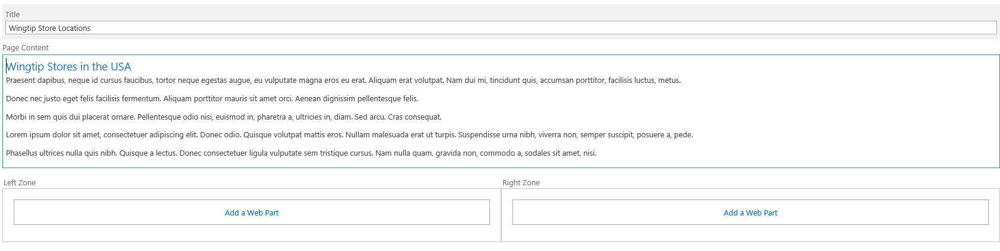 Title
Wingtip Store Locations
Page Content
Wingtip Stores in the USA
Praesent dapibus, neque id cursus faucibus, tortor neque egestas augue, eu vulputate magna eros eu erat. Aliquam erat volutpat. Nam dui mi, tincidunt quis, accumsan porttitor, facilisis luctus, metus.
Donec nec justo eget felis facilisis fermentum. Aliquam porttitor mauris sit amet orci. Aenean dignissim pellentesque felis.
Morbi in sem quis dui placerat ornare. Pellentesque odio nisi, euismod in, pharetra a, ultricies in, diam. Sed arcu. Cras consequat.
Lorem ipsum dolor sit amet, consectetuer adipiscing elit. Donec odio. Quisque volutpat mattis eros. Nullam malesuada erat ut turpis. Suspendisse urna nibh, viverra non, semper suscipit, posuere a, pede.
Phasellus ultrices nulla quis nibh. Quisque a lectus. Donec consectetuer ligula vulputate sem tristique cursus. Nam nulla quam, gravida non, commodo a, sodales sit amet, nisi.
Left Zone
Add a Web Part
Right Zone
Add a Web Part